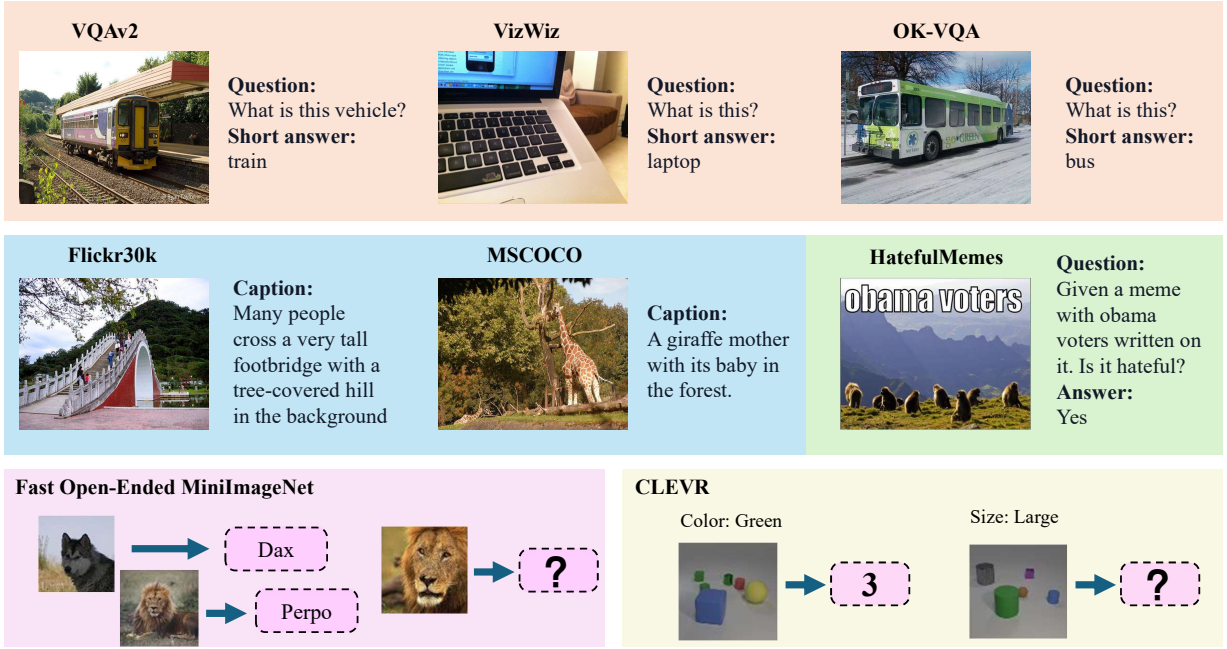 VQAv2
Question:
What is this vehicle?
Short answer:
train
VizWiz
Question:
What is this?
Short answer:
laptop
OK-VQA
Question:
What is this?
Short answer:
bus
Flickr30k
Caption:
Many people
cross a very tall
footbridge with a
tree-covered hill
in the background
MSCOCO
Caption:
A giraffe mother
with its baby in
the forest.
HatefulMemes
obama voters
Question:
Given a meme
with obama
voters written on
it. Is it hateful?
Answer:
Yes
Fast Open-Ended MiniImageNet
Dax
Perpo
?
CLEVR
Color: Green
3
Size: Large
?